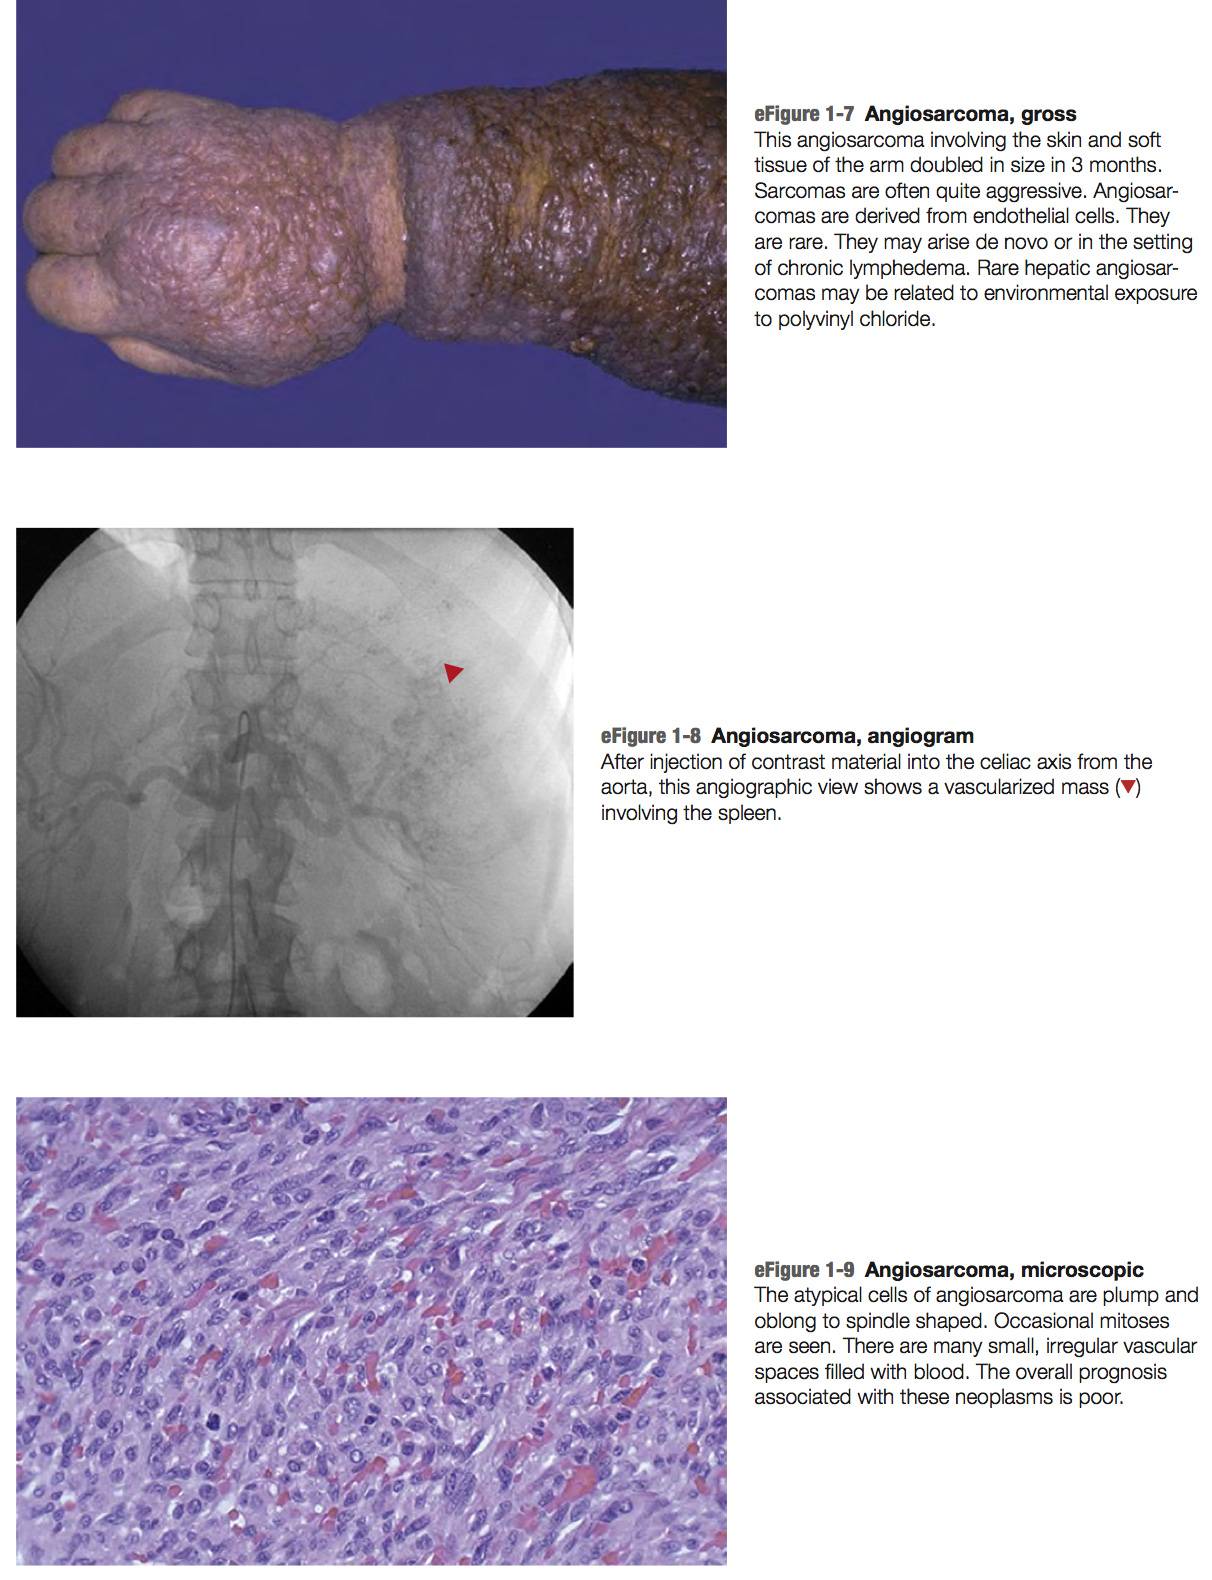 eFigure 1-7 Angiosarcoma, gross
This angiosarcoma involving the skin and soft
tissue of the arm doubled in size in 3 months.
Sarcomas are often quite aggressive. Angiosar-
comas are derived from endothelial cells. They
are rare. They may arise de novo or in the setting
of chronic lymphedema. Rare hepatic angiosar-
comas may be related to environmental exposure
to polyvinyl chloride.
eFigure 1-8 Angiosarcoma, angiogram
After injection of contrast material into the celiac axis from the
aorta, this angiographic view shows a vascularized mass (▼)
involving the spleen.
eFigure 1-9 Angiosarcoma, microscopic
The atypical cells of angiosarcoma are plump and
oblong to spindle shaped. Occasional mitoses
are seen. There are many small, irregular vascular
spaces filled with blood. The overall prognosis
associated with these neoplasms is poor.